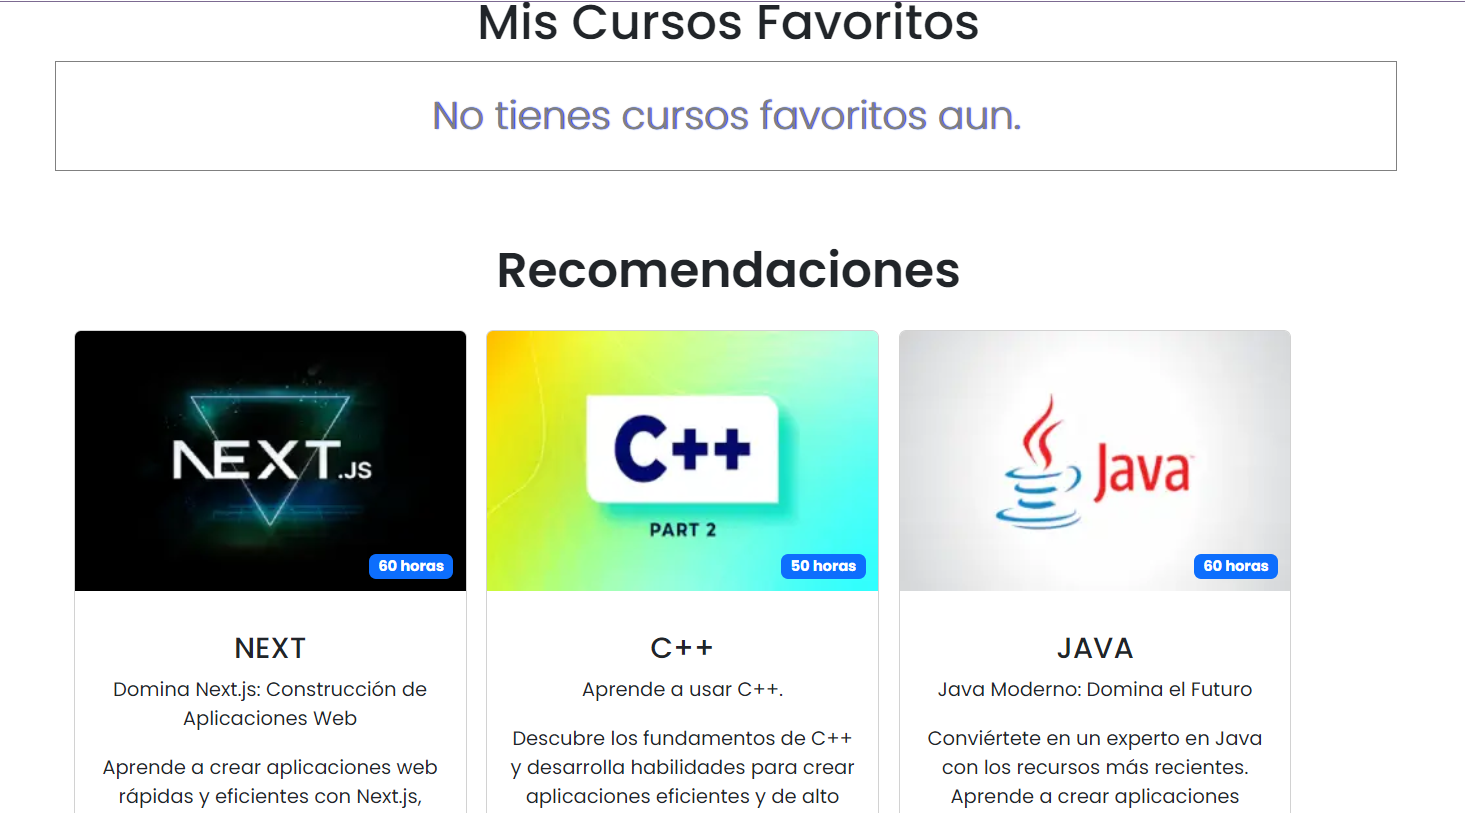 Mis Cursos Favoritos
No tienes cursos favoritos aun.
Recomendaciones
NEXT.JS
60 horas
C++
PART 2
50 horas
Java
60 horas
NEXT
Domina Next.js: Construcción de
Aplicaciones Web
Aprende a crear aplicaciones web
rápidas y eficientes con Next.js,
C++
Aprende a usar C++.
Descubre los fundamentos de C++
y desarrolla habilidades para crear
aplicaciones eficientes y de alto
JAVA
Java Moderno: Domina el Futuro
Conviértete en un experto en Java
con los recursos más recientes.
Aprende a crear aplicaciones